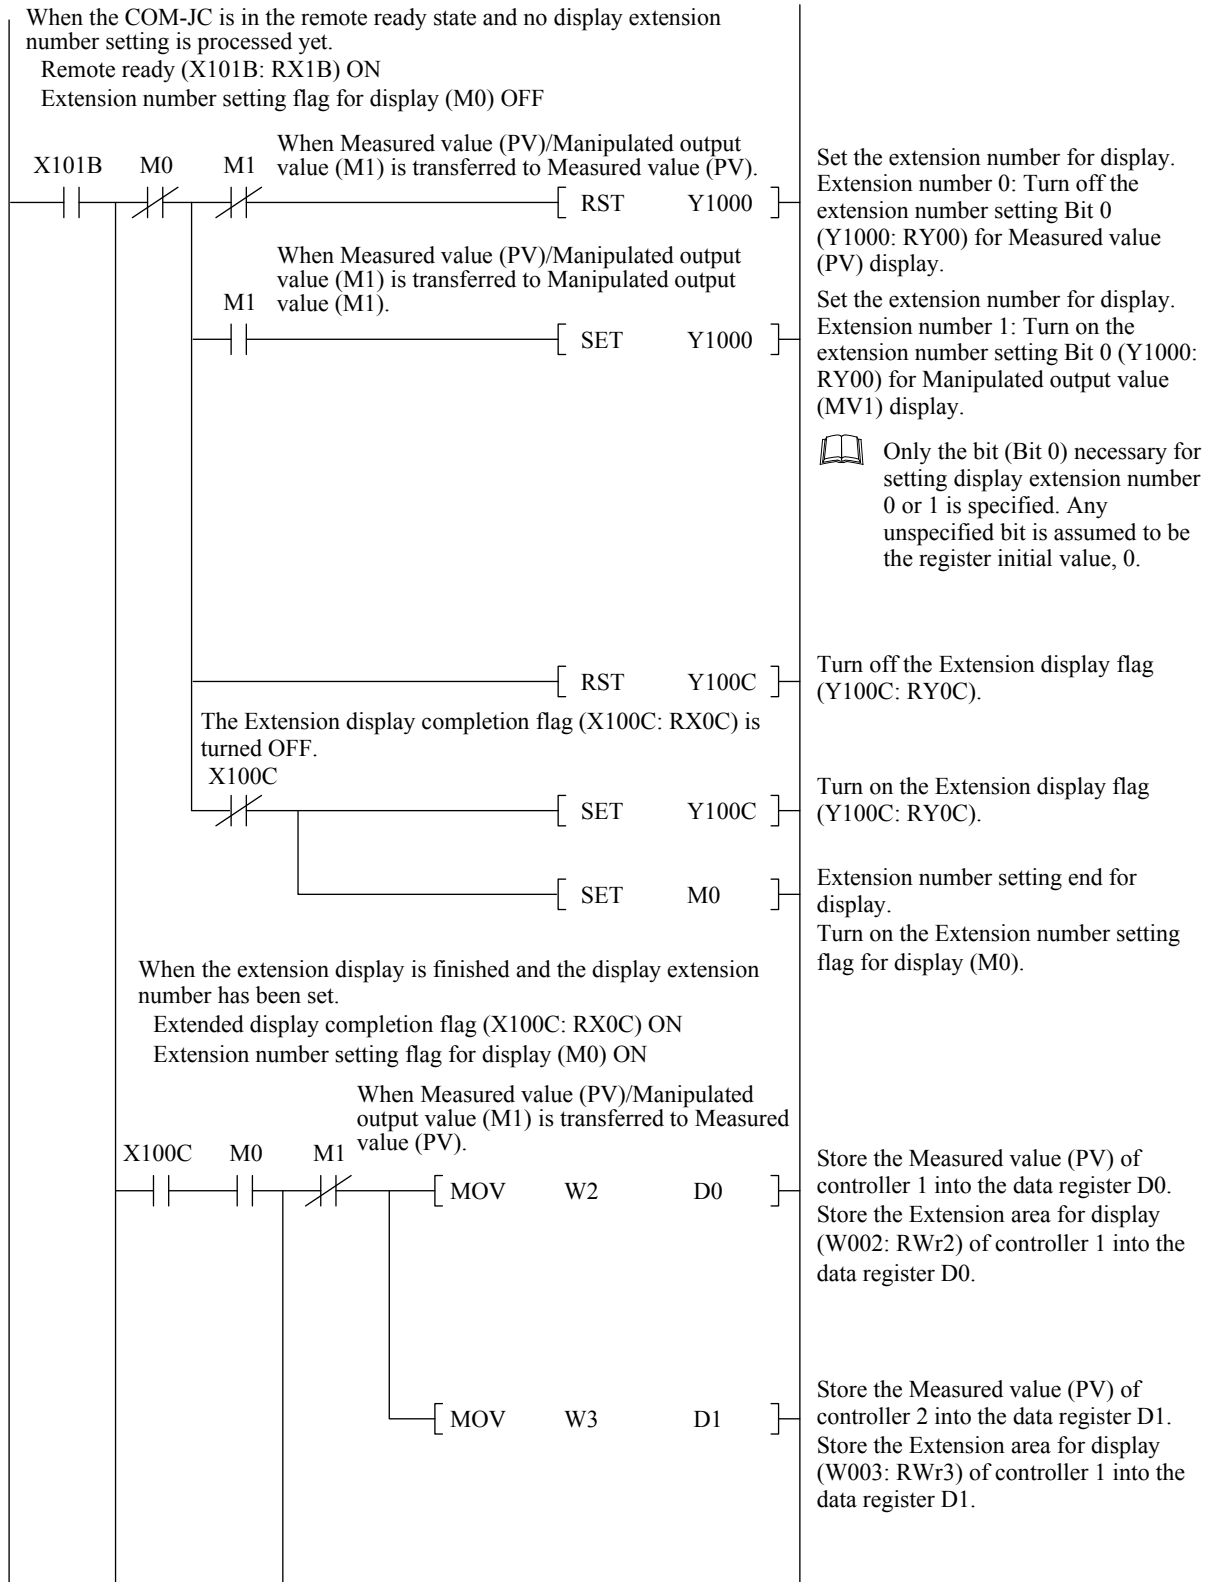 When the COM-JC is in the remote ready state and no display extension
number setting is processed yet.
Remote ready (X101B: RX1B) ON
Extension number setting flag for display (M0) OFF
When Measured value (PV)/Manipulated output
value (M1) is transferred to Measured value (PV).
X101B M0 M1
RST Y1000
Set the extension number for display.
Extension number 0: Turn off the
extension number setting Bit 0
(Y1000: RY00) for Measured value
(PV) display.
When Measured value (PV)/Manipulated output
value (M1) is transferred to Manipulated output
value (M1).
M1
SET Y1000
Set the extension number for display.
Extension number 1: Turn on the
extension number setting Bit 0 (Y1000:
RY00) for Manipulated output value
(MV1) display.
Only the bit (Bit 0) necessary for
setting display extension number
0 or 1 is specified. Any
unspecified bit is assumed to be
the register initial value, 0.
RST Y100C
Turn off the Extension display flag
(Y100C: RY0C).
The Extension display completion flag (X100C: RX0C) is
turned OFF.
X100C
SET Y100C
Turn on the Extension display flag
(Y100C: RY0C).
SET M0
Extension number setting end for
display.
Turn on the Extension number setting
flag for display (M0).
When the extension display is finished and the display extension
number has been set.
Extended display completion flag (X100C: RX0C) ON
Extension number setting flag for display (M0) ON
When Measured value (PV)/Manipulated
output value (M1) is transferred to Measured
value (PV).
X100C M0 M1
MOV W2 D0
Store the Measured value (PV) of
controller 1 into the data register D0.
Store the Extension area for display
(W002: RWr2) of controller 1 into the
data register D0.
MOV W3 D1
Store the Measured value (PV) of
controller 2 into the data register D1.
Store the Extension area for display
(W003: RWr3) of controller 1 into the
data register D1.